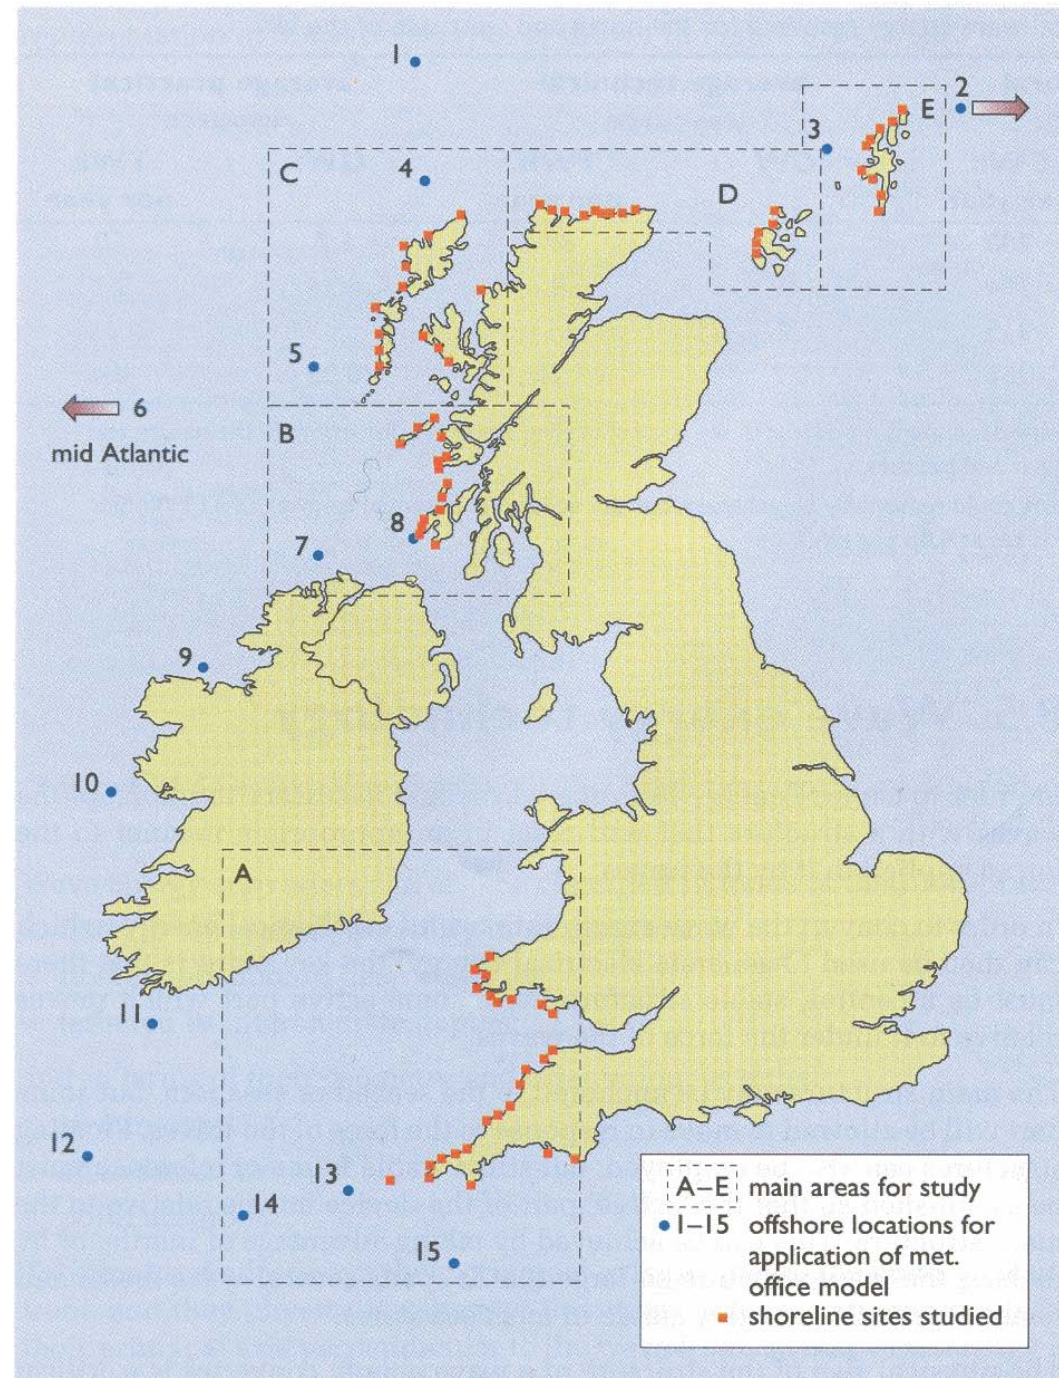 1
2
E
3
C
4
D
5
6
mid Atlantic
B
8
7
9
10
A
11
12
13
14
15
A–E main areas for study
1–15 offshore locations for
application of met.
office model
shoreline sites studied